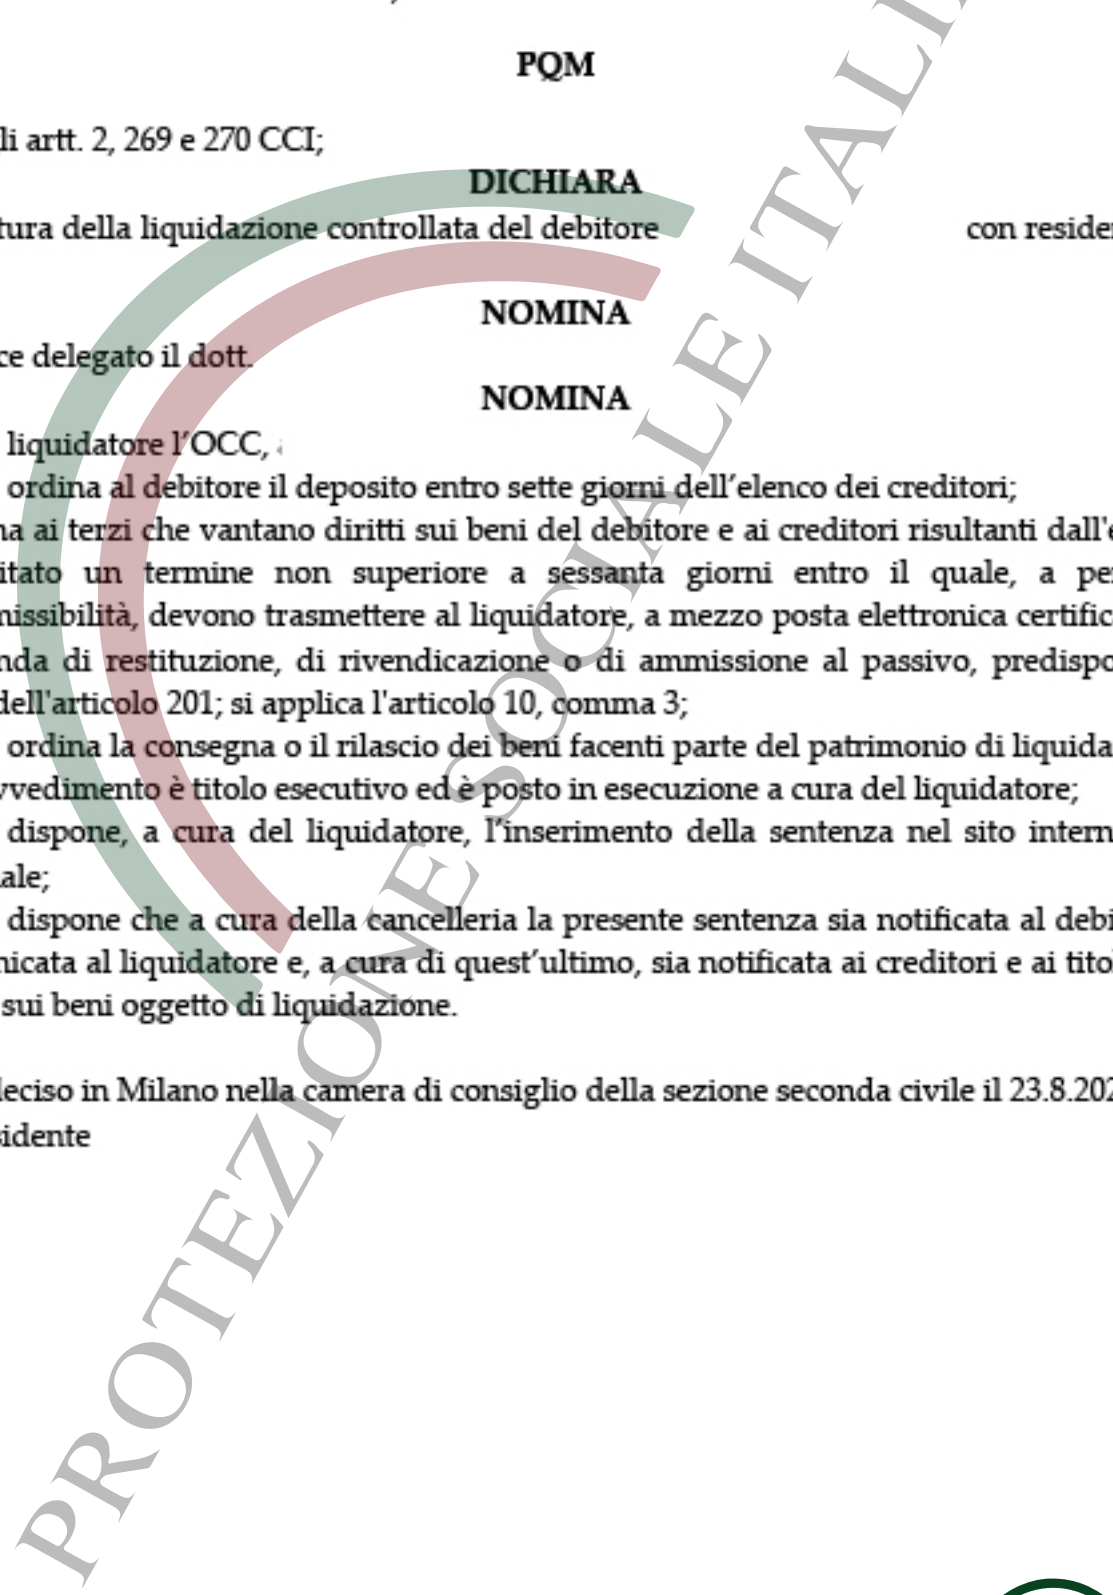 PQM
li artt. 2, 269 e 270 CCI;
DICHIARA
tura della liquidazione controllata del debitore con resider
NOMINA
ce delegato il dott.
NOMINA
liquidatore l’OCC,
ordina al debitore il deposito entro sette giorni dell’elenco dei creditori;
na ai terzi che vantano diritti sui beni del debitore e ai creditori risultanti dall'e
itato un termine non superiore a sessanta giorni entro il quale, a pe
missibilità, devono trasmettere al liquidatore, a mezzo posta elettronica certifica
nda di restituzione, di rivendicazione o di ammissione al passivo, predispo
dell'articolo 201; si applica l'articolo 10, comma 3;
ordina la consegna o il rilascio dei beni facenti parte del patrimonio di liquida
vvedimento è titolo esecutivo ed è posto in esecuzione a cura del liquidatore;
dispone, a cura del liquidatore, l’inserimento della sentenza nel sito intern
ale;
dispone che a cura della cancelleria la presente sentenza sia notificata al debi
nicata al liquidatore e, a cura di quest’ultimo, sia notificata ai creditori e ai titol
sui beni oggetto di liquidazione.
deciso in Milano nella camera di consiglio della sezione seconda civile il 23.8.202
sidente
PROTEZIONE SOCIALE ITALI